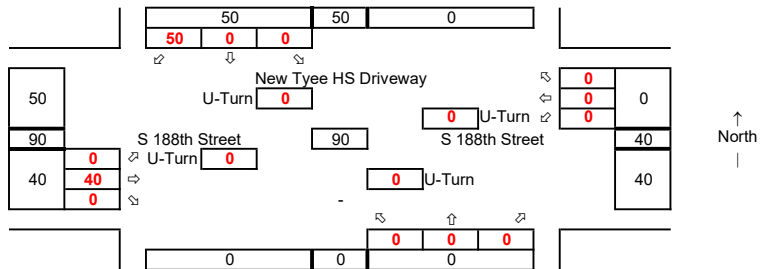 50 50 0
50 0 0
⬃ ⇩ ⬂
New Tyee HS Driveway ⬁ 0
50 U-Turn 0 ⇦ 0 0
0 U-Turn ⬃ 0 ↑
90 S 188th Street 90 S 188th Street 40 North
0 ⬀ U-Turn 0 |
40 40 ⇨ 0 U-Turn 40
0 ⬂ -
⬁ ⇧ ⬀
0 0 0
0 0 0